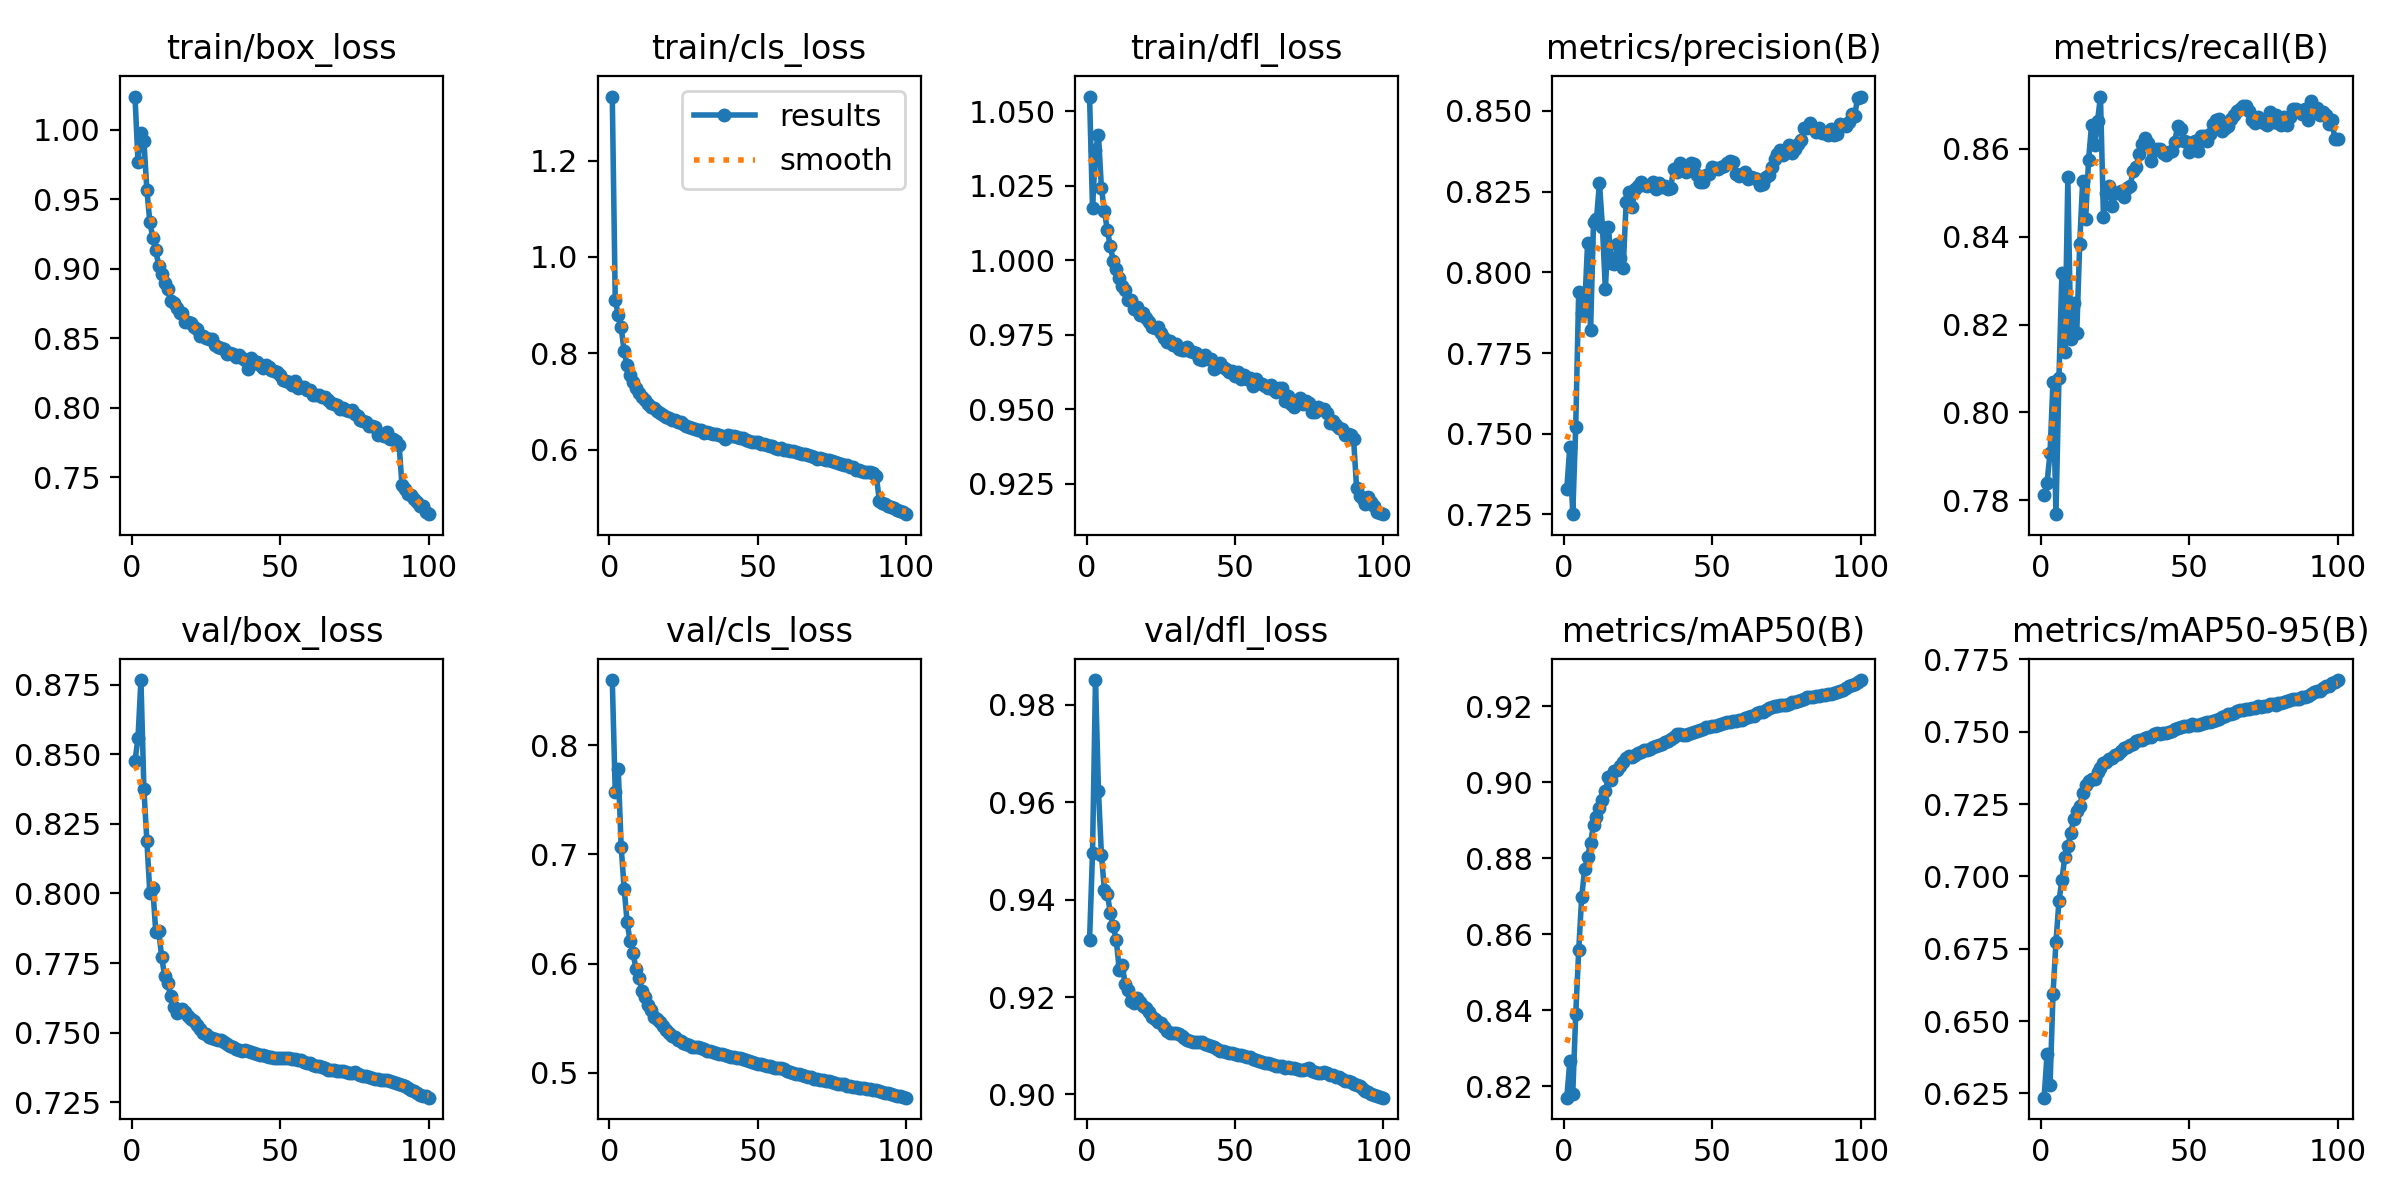 train/box_loss
1.00
0.95
0.90
0.85
0.80
0.75
0 50 100
train/cls_loss
results
smooth
1.2
1.0
0.8
0.6
0 50 100
train/dfl_loss
1.050
1.025
1.000
0.975
0.950
0.925
0 50 100
metrics/precision(B)
0.850
0.825
0.800
0.775
0.750
0.725
0 50 100
metrics/recall(B)
0.86
0.84
0.82
0.80
0.78
0 50 100
val/box_loss
0.875
0.850
0.825
0.800
0.775
0.750
0.725
0 50 100
val/cls_loss
0.8
0.7
0.6
0.5
0 50 100
val/dfl_loss
0.98
0.96
0.94
0.92
0.90
0 50 100
metrics/mAP50(B)
0.92
0.90
0.88
0.86
0.84
0.82
0 50 100
metrics/mAP50-95(B)
0.775
0.750
0.725
0.700
0.675
0.650
0.625
0 50 100